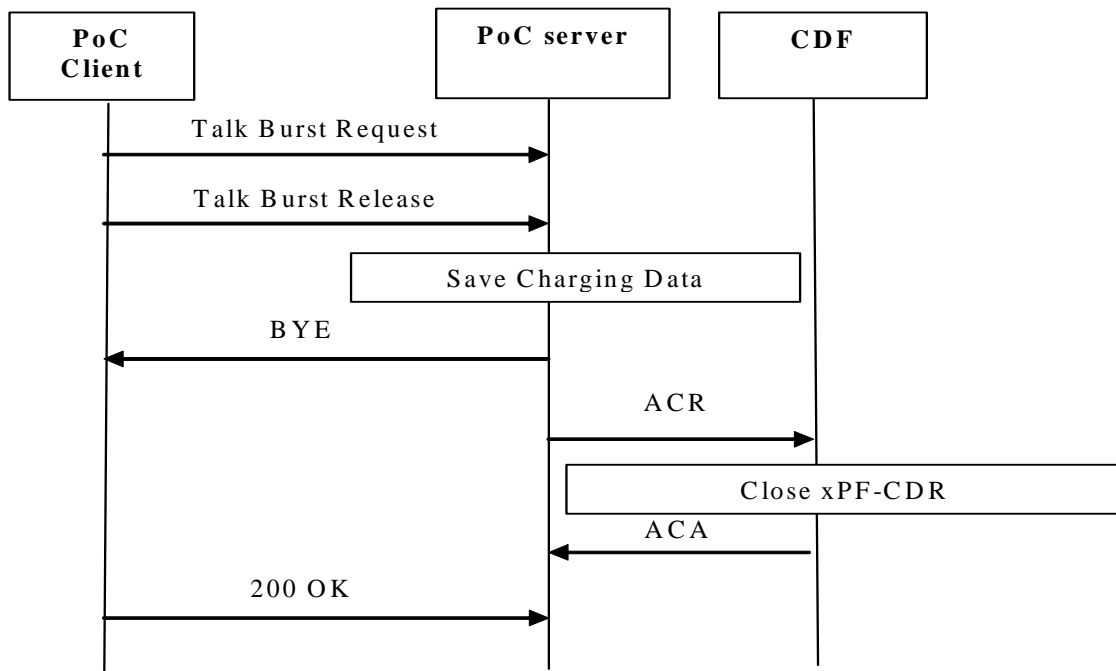 PoC
Client
PoC server
CDF
Talk Burst Request
Talk Burst Release
Save Charging Data
BYE
ACR
Close xPF-CDR
ACA
200 OK